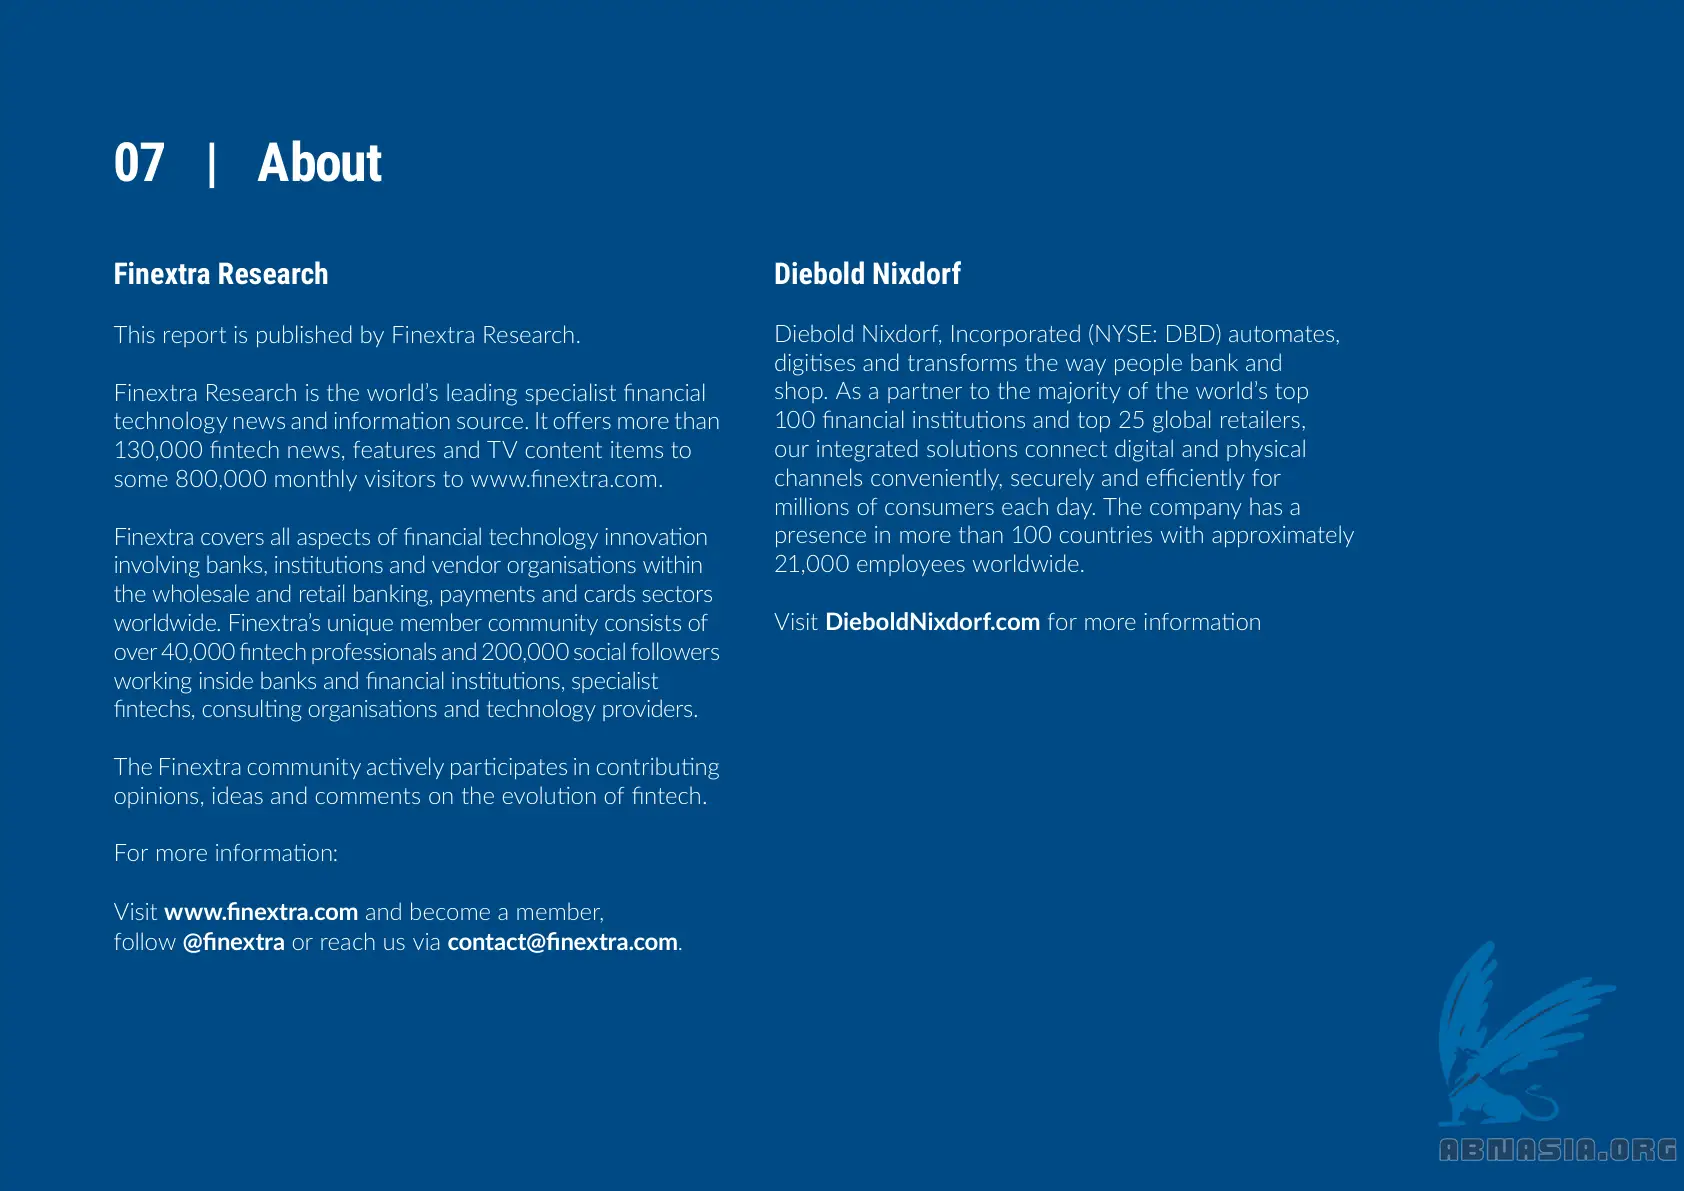 07 | About
Finextra Research
This report is published by Finextra Research.
Finextra Research is the world’s leading specialist financial
technology news and information source. It offers more than
130,000 fintech news, features and TV content items to
some 800,000 monthly visitors to www.finextra.com.
Finextra covers all aspects of financial technology innovation
involving banks, institutions and vendor organisations within
the wholesale and retail banking, payments and cards sectors
worldwide. Finextra’s unique member community consists of
over 40,000 fintech professionals and 200,000 social followers
working inside banks and financial institutions, specialist
fintechs, consulting organisations and technology providers.
The Finextra community actively participates in contributing
opinions, ideas and comments on the evolution of fintech.
For more information:
Visit www.finextra.com and become a member,
follow @finextra or reach us via contact@finextra.com.
Diebold Nixdorf
Diebold Nixdorf, Incorporated (NYSE: DBD) automates,
digitises and transforms the way people bank and
shop. As a partner to the majority of the world’s top
100 financial institutions and top 25 global retailers,
our integrated solutions connect digital and physical
channels conveniently, securely and efficiently for
millions of consumers each day. The company has a
presence in more than 100 countries with approximately
21,000 employees worldwide.
Visit DieboldNixdorf.com for more information
ABNASIA.ORG